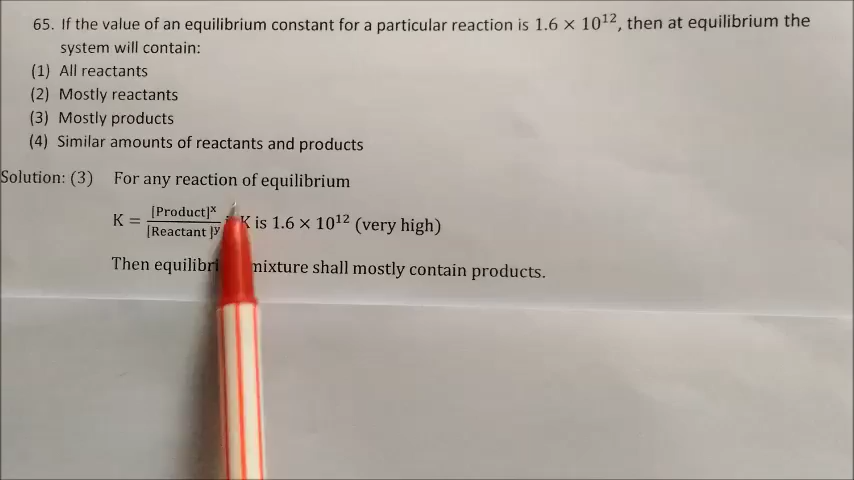 65. If the value of an equilibrium constant for a particular reaction is 1.6 × 10¹², then at equilibrium the
system will contain:
(1) All reactants
(2) Mostly reactants
(3) Mostly products
(4) Similar amounts of reactants and products
Solution: (3) For any reaction of equilibrium
K = [Product]ˣ / [Reactant ]ʸ K is 1.6 × 10¹² (very high)
Then mixture shall mostly contain products.